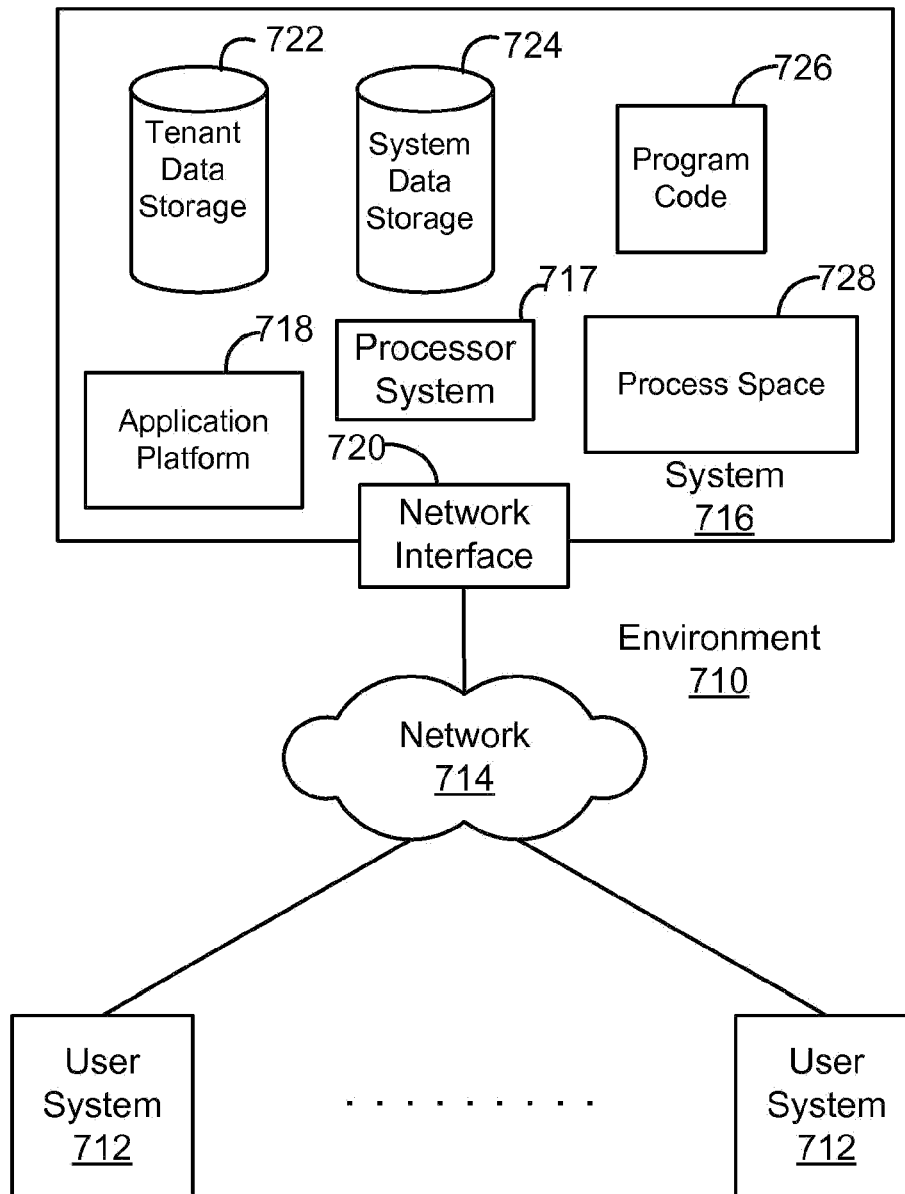 722
Tenant
Data
Storage
724
System
Data
Storage
726
Program
Code
718
Application
Platform
717
Processor
System
728
Process Space
720
Network
Interface
System
716
Environment
710
Network
714
User
System
712
. . . . . . . . .
User
System
712